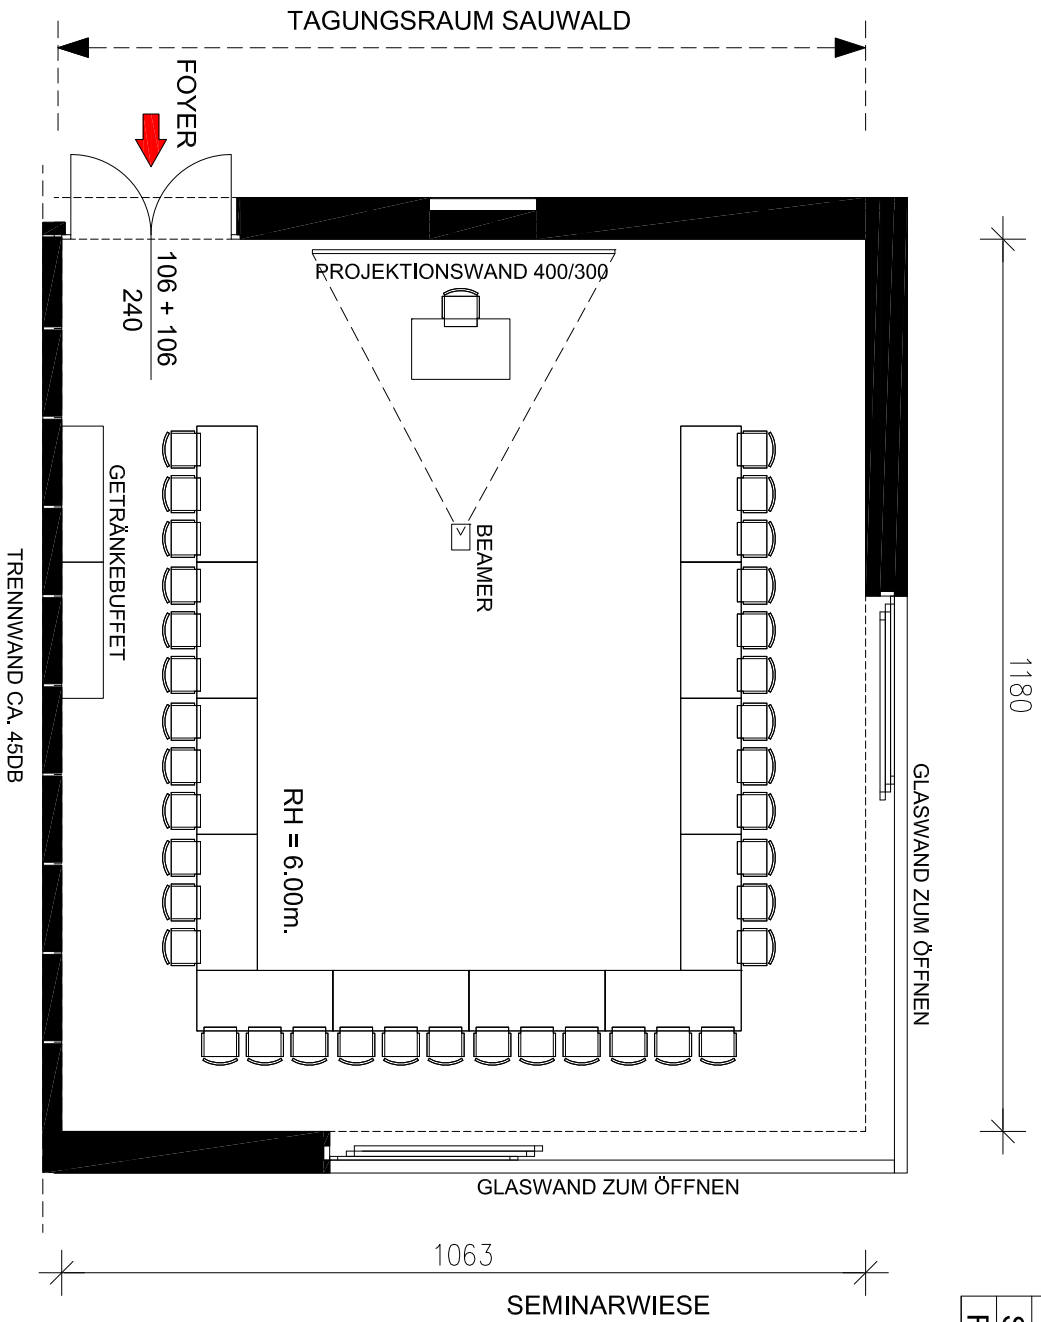 TAGUNGSRAUM SAUWALD
FOYER
106 + 106
240
PROJEKTIONSWAND 400/300
BEAMER
GETRÄNKEBUFFET
TRENNWAND CA. 45DB
RH = 6.00m.
1180
GLASWAND ZUM ÖFFNEN
GLASWAND ZUM ÖFFNEN
1063
SEMINARWIESE